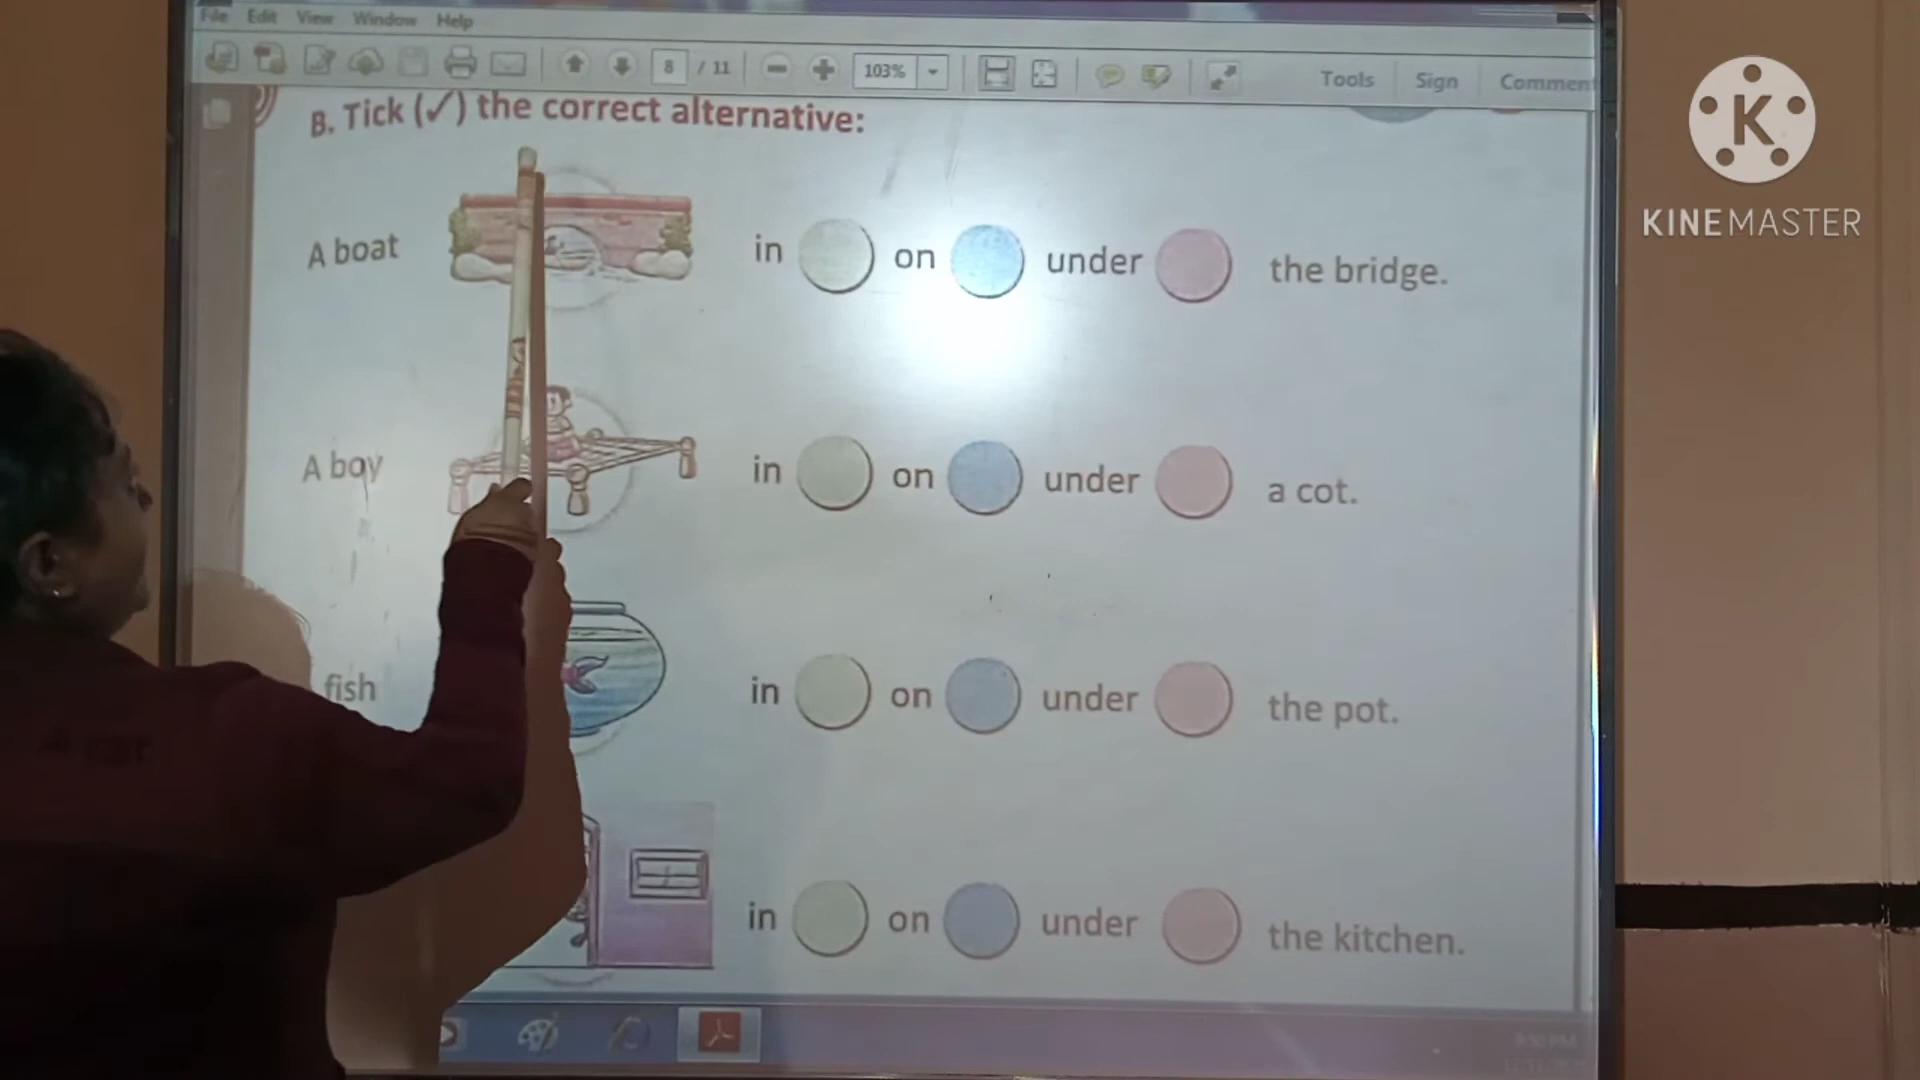 File Edit View Window Help
8 / 11 103% Tools Sign Comment
B. Tick (✓) the correct alternative:
A boat in on under the bridge.
A boy in on under a cot.
fish in on under the pot.
in on under the kitchen.
K
KINEMASTER